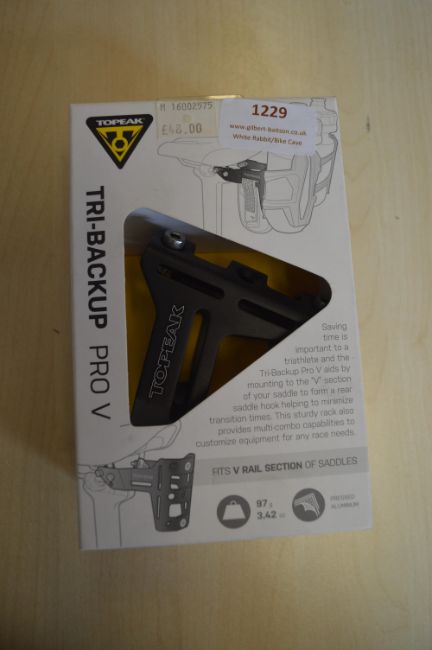 TOPEAK
M 16002575
£48.00
1229
www.gilbert-baitson.co.uk
White Rabbit/Bike Cave
TRI-BACKUP PRO V
TOPEAK
Saving
time is
important to a
triathlete and the
Tri-Backup Pro V aids by
mounting to the "V" section
of your saddle to form a rear
saddle hook helping to minimize
transition times. This sturdy rack also
provides multi-combo capabilities to
customize equipment for any race needs.
FITS V RAIL SECTION OF SADDLES
97 g
3.42 oz
PRESSED
ALUMINUM